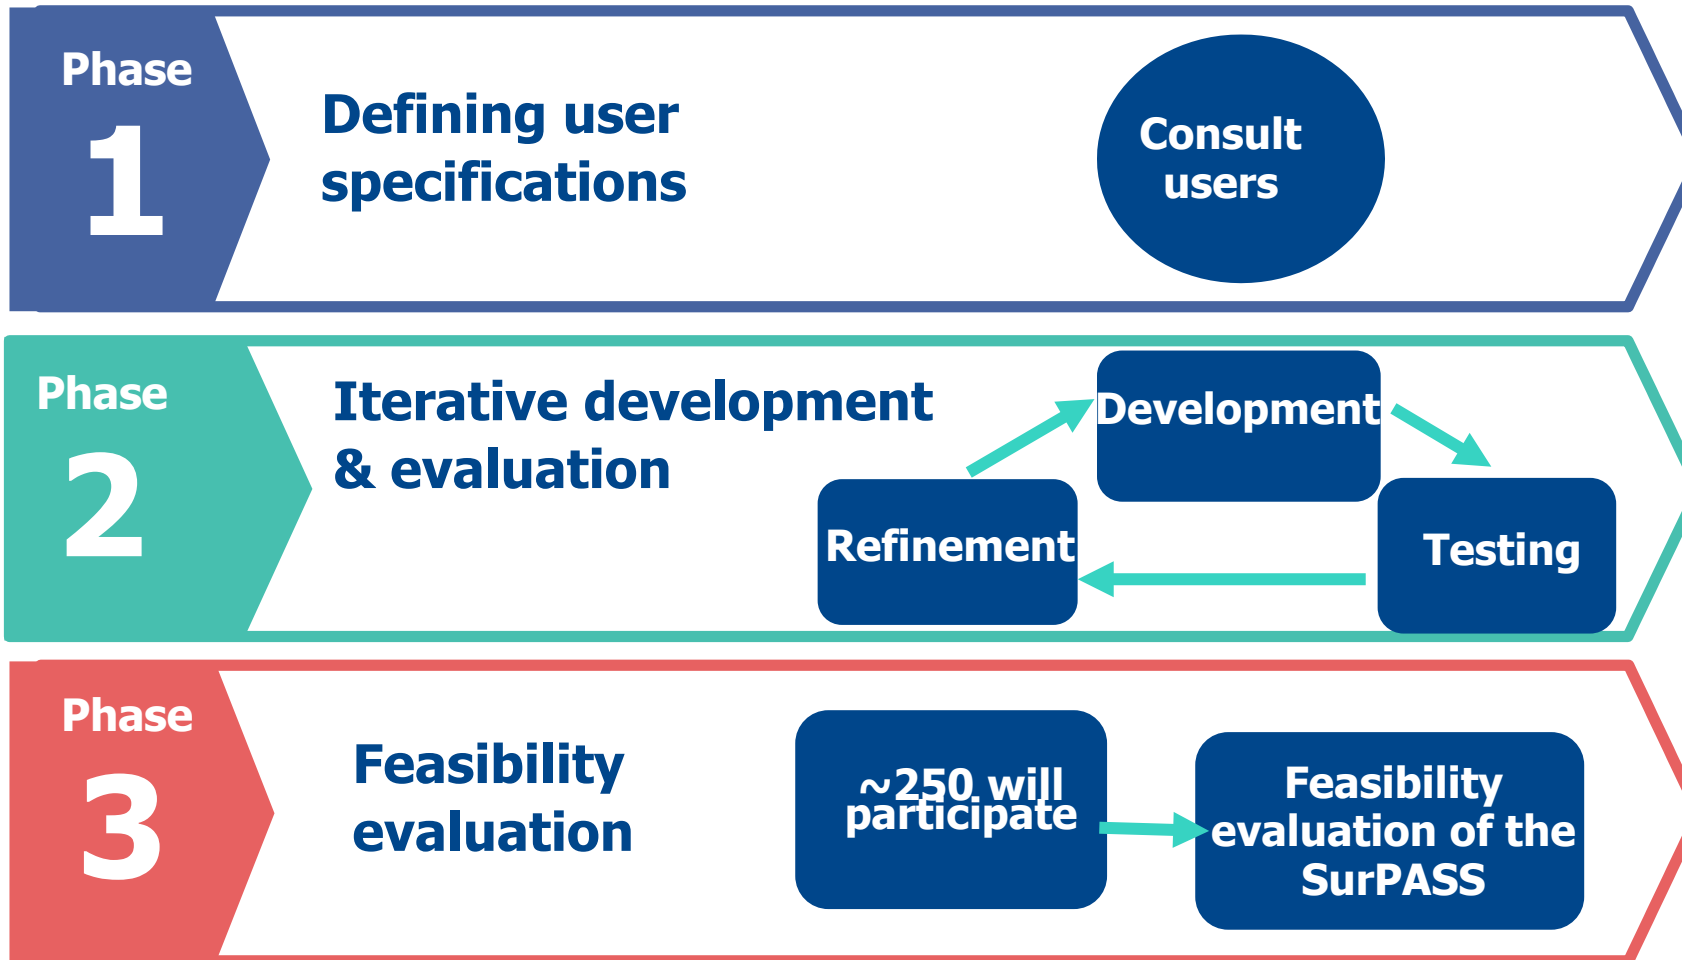 Phase
1
Defining user
specifications
Consult
users
Phase
2
Iterative development
& evaluation
Development
Refinement
Testing
Phase
3
Feasibility
evaluation
~250 will
participate
Feasibility
evaluation of the
SurPASS